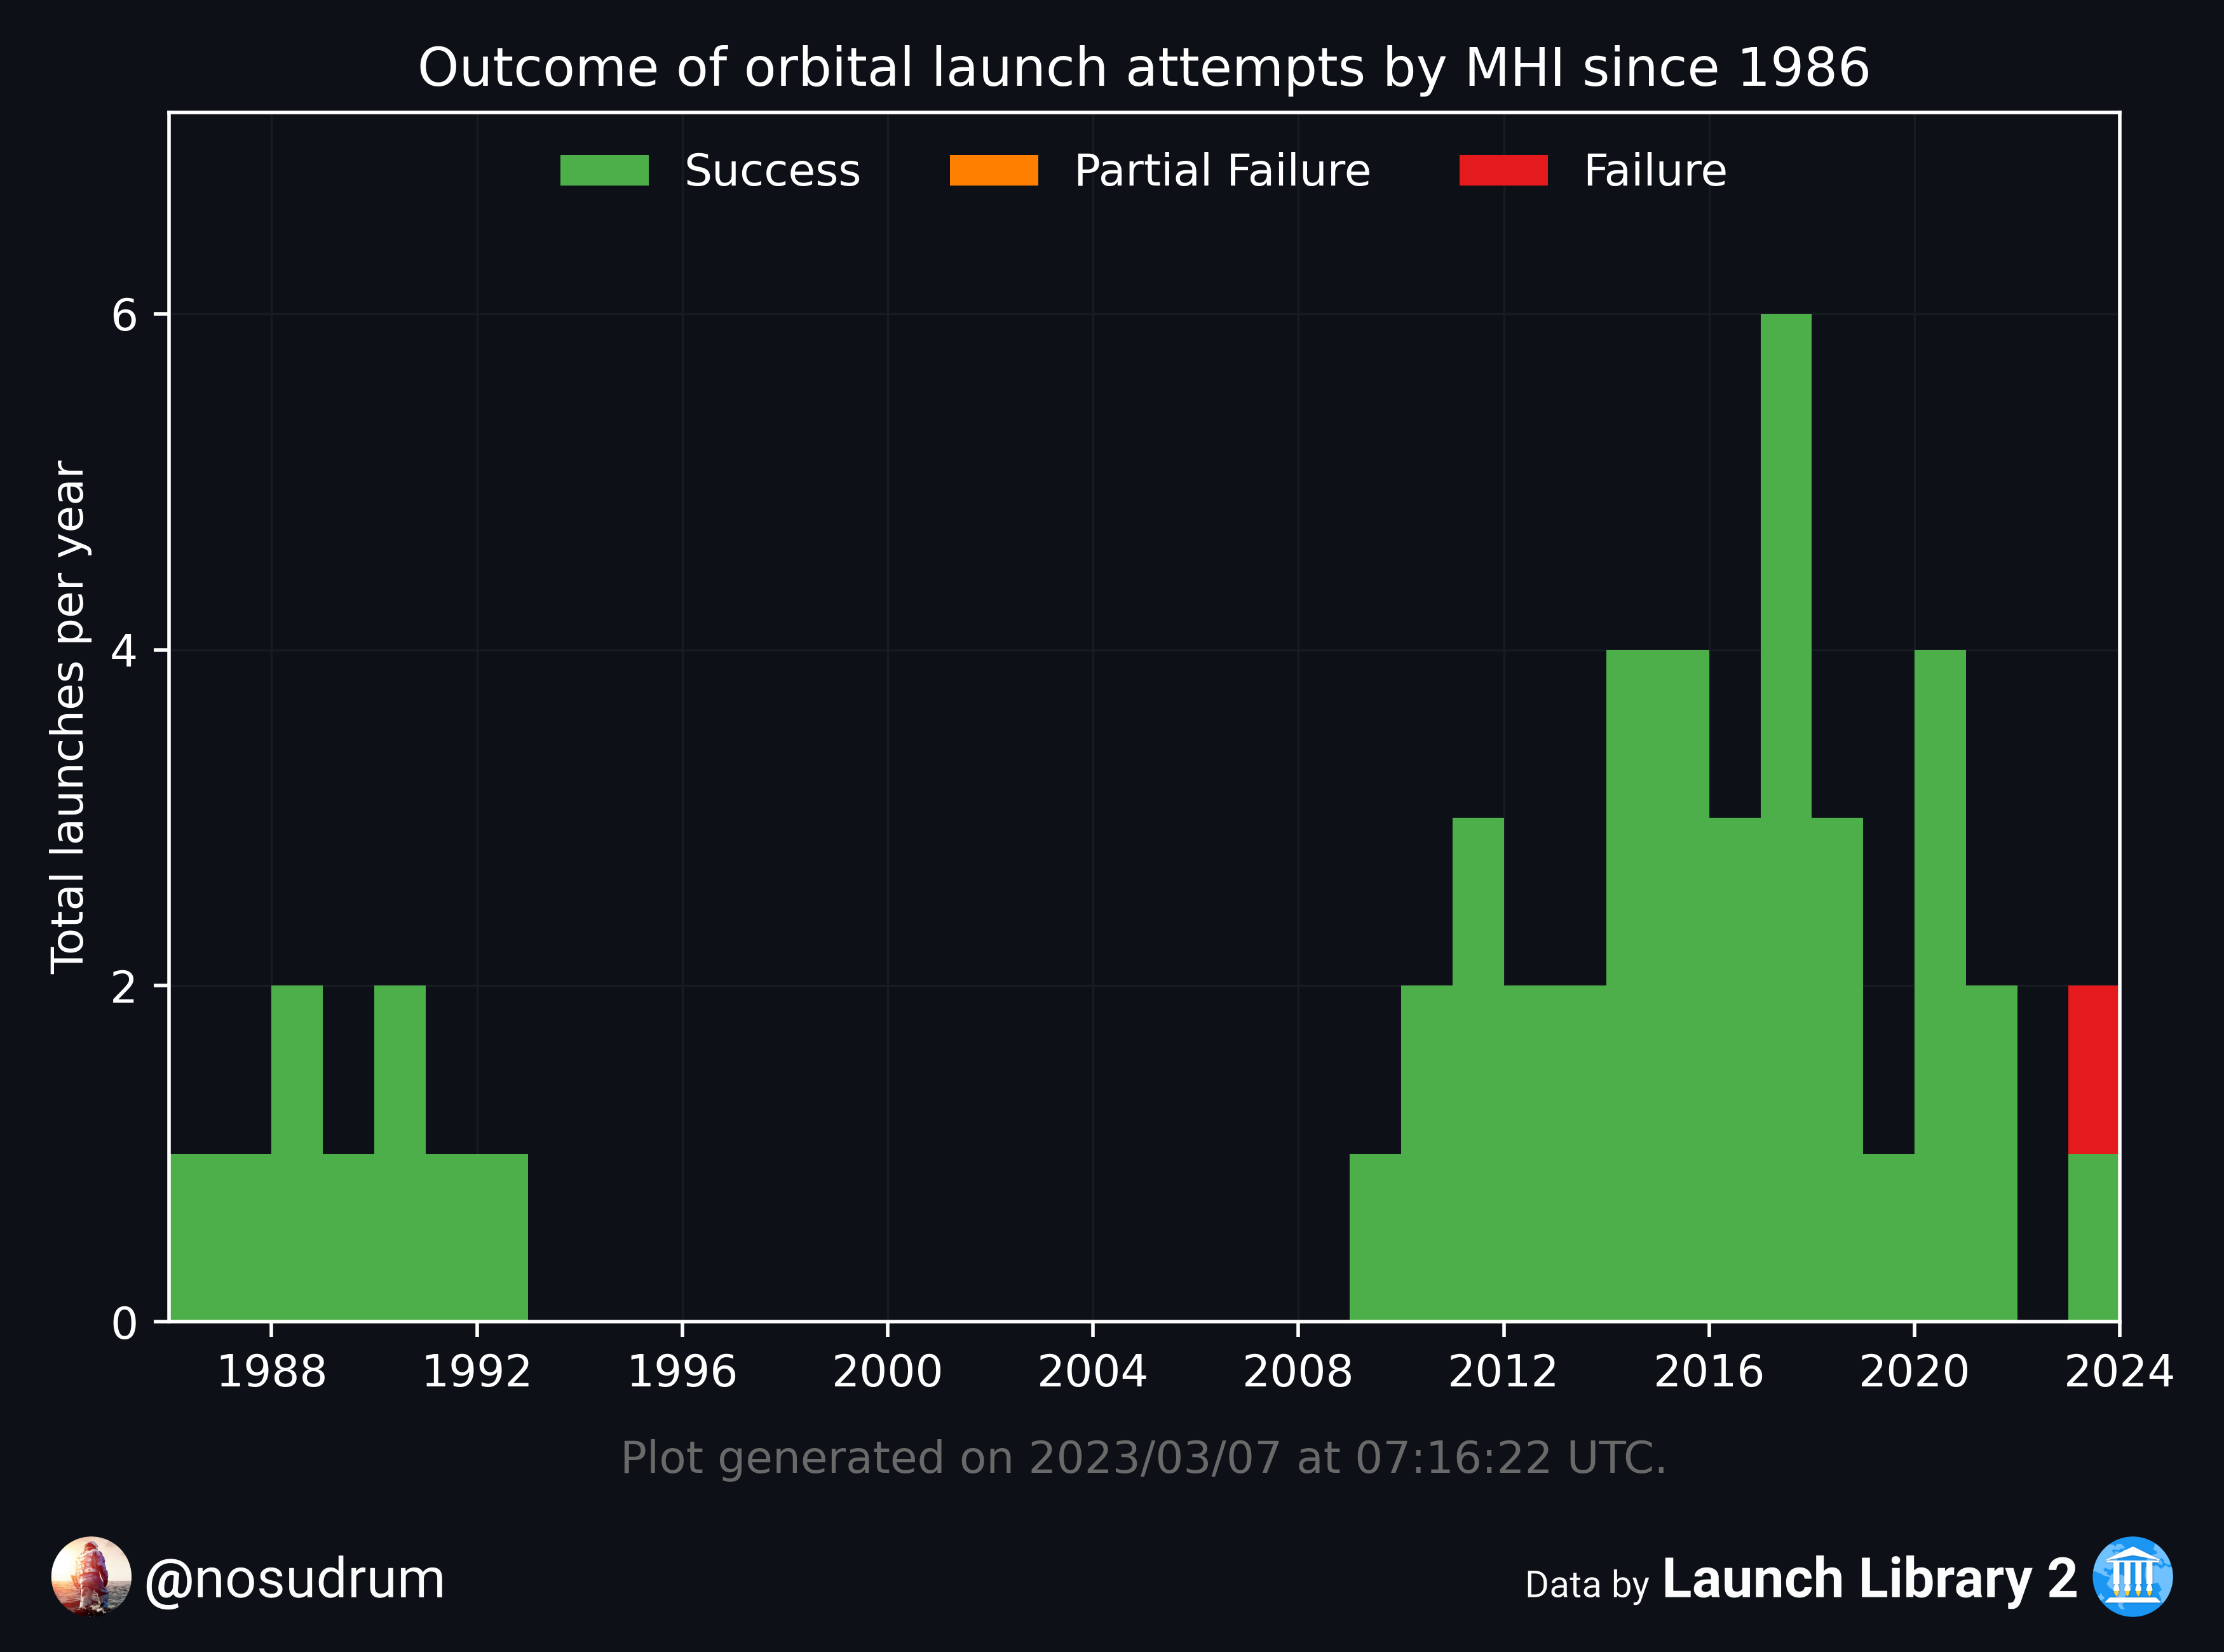 Outcome of orbital launch attempts by MHI since 1986
Success Partial Failure Failure
Total launches per year
6
4
2
0
1988 1992 1996 2000 2004 2008 2012 2016 2020 2024
Plot generated on 2023/03/07 at 07:16:22 UTC.
@nosudrum
Data by Launch Library 2